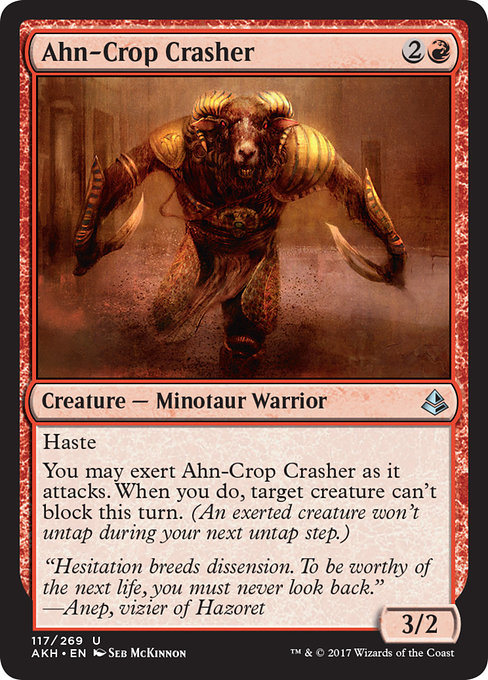 Ahn-Crop Crasher 2
Creature — Minotaur Warrior
Haste
You may exert Ahn-Crop Crasher as it
attacks. When you do, target creature can't
block this turn. (An exerted creature won't
untap during your next untap step.)
"Hesitation breeds dissension. To be worthy of
the next life, you must never look back."
—Anep, vizier of Hazoret
3/2
117/269 U
AKH • EN Seb McKinnon
™ & © 2017 Wizards of the Coast